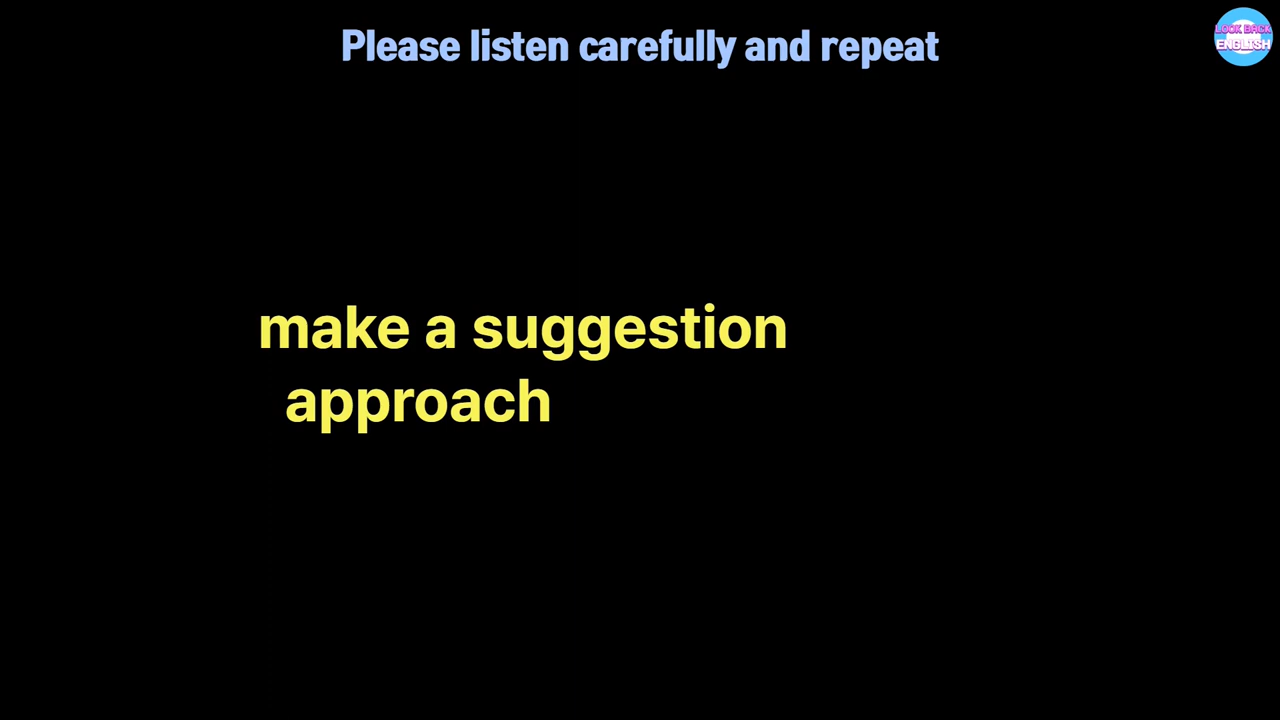 Please listen carefully and repeat
LOOK BACK
ENGLISH
make a suggestion
approach